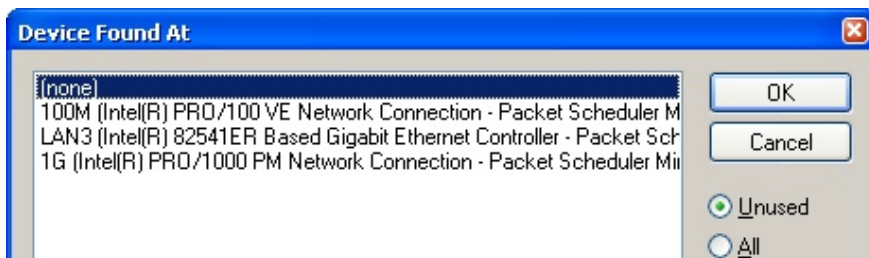 Device Found At
(none)
100M (Intel(R) PRO/100 VE Network Connection - Packet Scheduler M
LAN3 (Intel(R) 82541ER Based Gigabit Ethernet Controller - Packet Sch
1G (Intel(R) PRO/1000 PM Network Connection - Packet Scheduler Mi
OK
Cancel
Unused
All